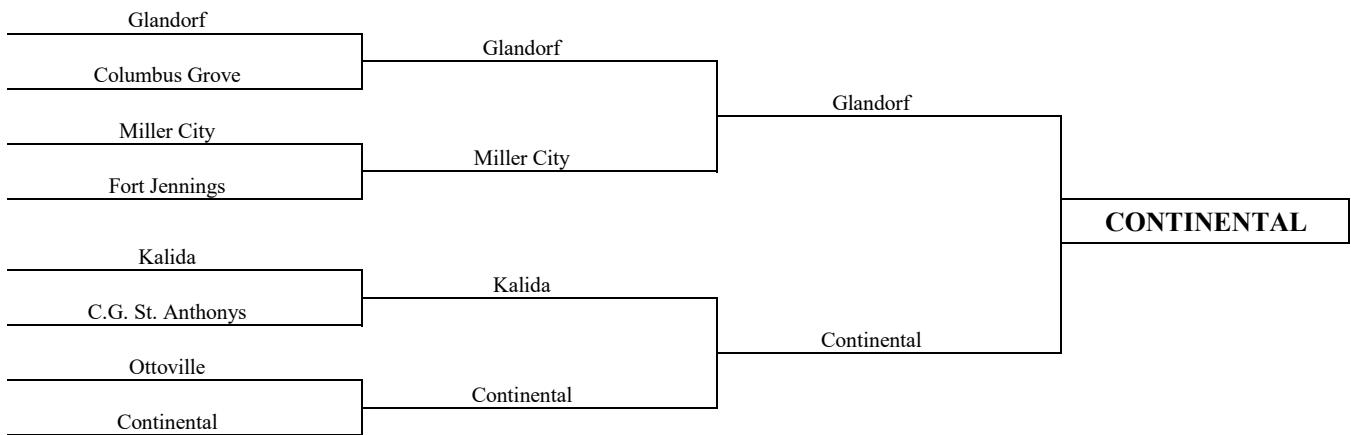 Glandorf
Columbus Grove
Miller City
Fort Jennings
Kalida
C.G. St. Anthonys
Ottoville
Continental
Glandorf
Miller City
Kalida
Continental
Glandorf
Continental
CONTINENTAL